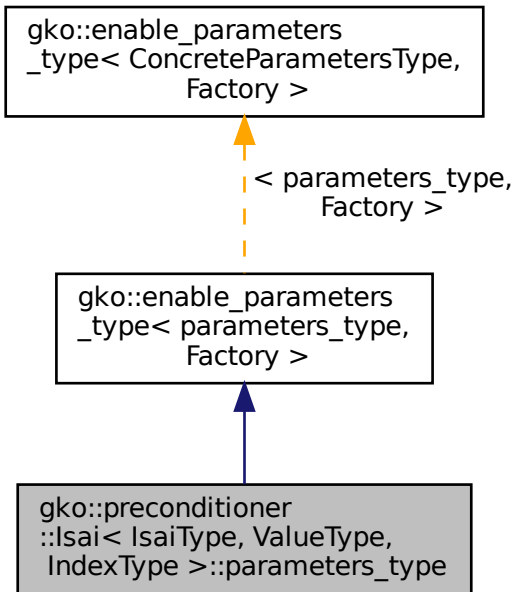 gko::enable_parameters
_type< ConcreteParametersType,
Factory >
< parameters_type,
Factory >
gko::enable_parameters
_type< parameters_type,
Factory >
gko::preconditioner
::Isai< IsaiType, ValueType,
IndexType >::parameters_type